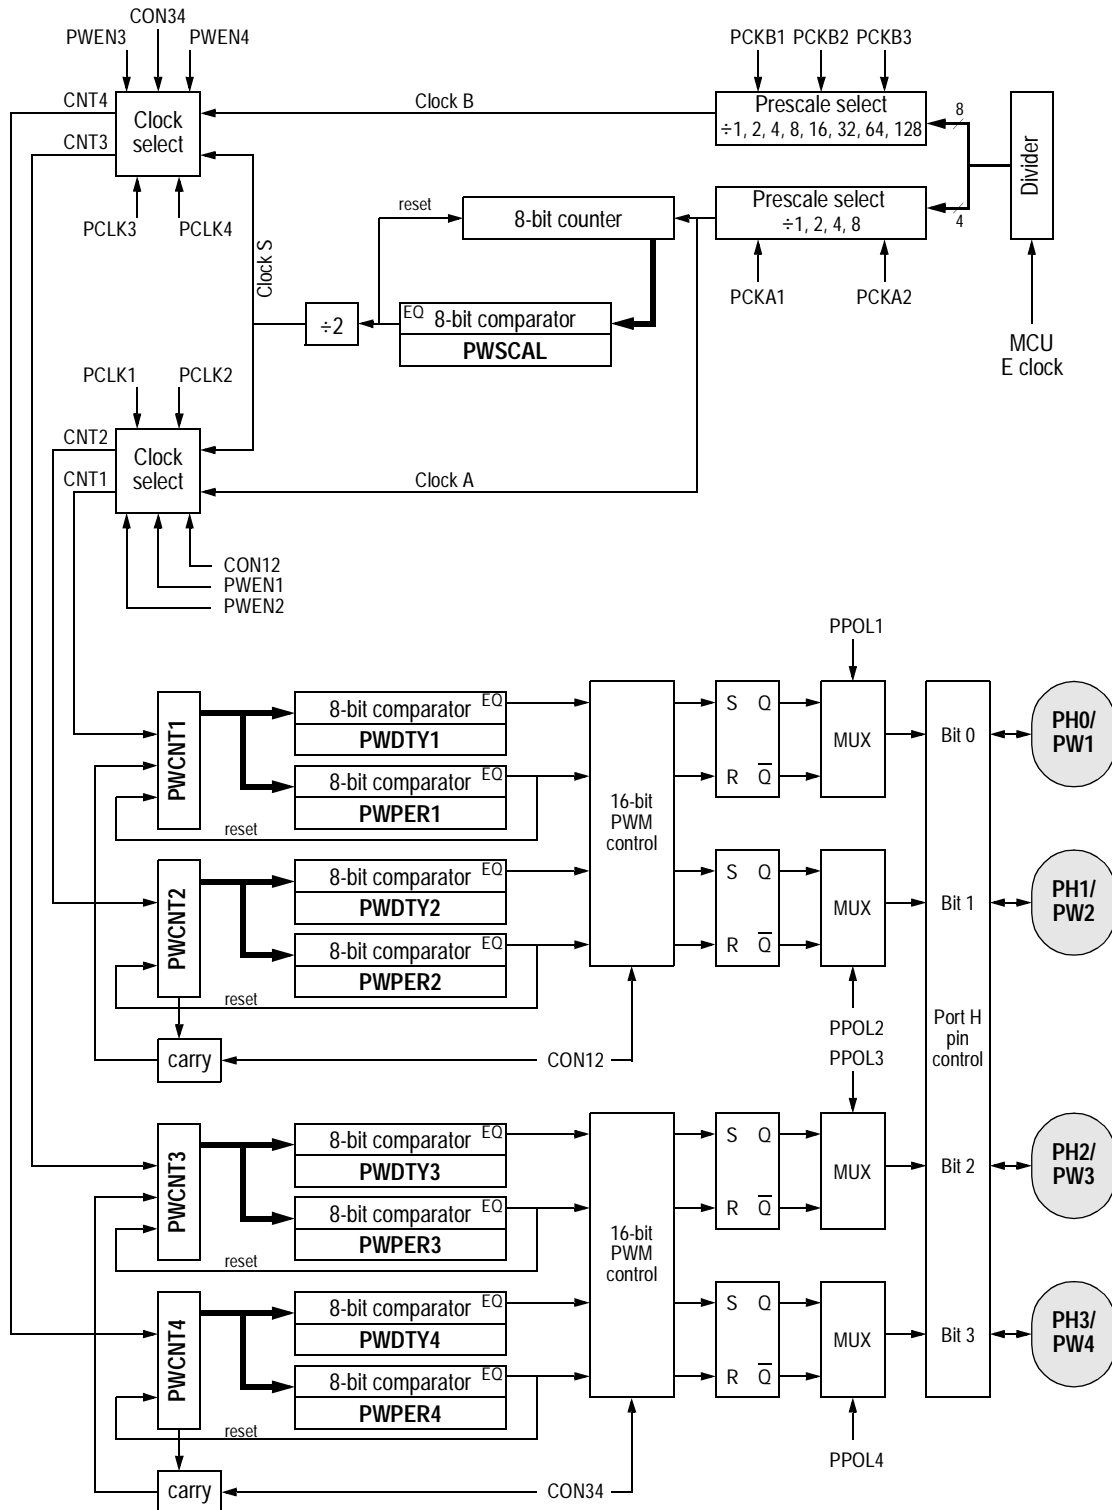 CON34
PWEN3 PWEN4
PCKB1 PCKB2 PCKB3
CNT4
CNT3
Clock
select
Clock B
Prescale select
÷1, 2, 4, 8, 16, 32, 64, 128
8
Divider
PCLK3 PCLK4
reset
8-bit counter
Prescale select
÷1, 2, 4, 8
4
PCKA1 PCKA2
MCU
E clock
Clock S
÷2
EQ
8-bit comparator
PWSCAL
PCLK1 PCLK2
CNT2
CNT1
Clock
select
Clock A
CON12
PWEN1
PWEN2
PPOL1
PWCNT1
8-bit comparator EQ
PWDTY1
8-bit comparator EQ
PWPER1
reset
16-bit
PWM
control
S Q
R Q̅
MUX
Bit 0
PH0/
PW1
PWCNT2
8-bit comparator EQ
PWDTY2
8-bit comparator EQ
PWPER2
reset
S Q
R Q̅
MUX
Bit 1
PH1/
PW2
carry
CON12
PPOL2
PPOL3
Port H
pin
control
PWCNT3
8-bit comparator EQ
PWDTY3
8-bit comparator EQ
PWPER3
reset
16-bit
PWM
control
S Q
R Q̅
MUX
Bit 2
PH2/
PW3
PWCNT4
8-bit comparator EQ
PWDTY4
8-bit comparator EQ
PWPER4
reset
S Q
R Q̅
MUX
Bit 3
PH3/
PW4
carry
CON34
PPOL4